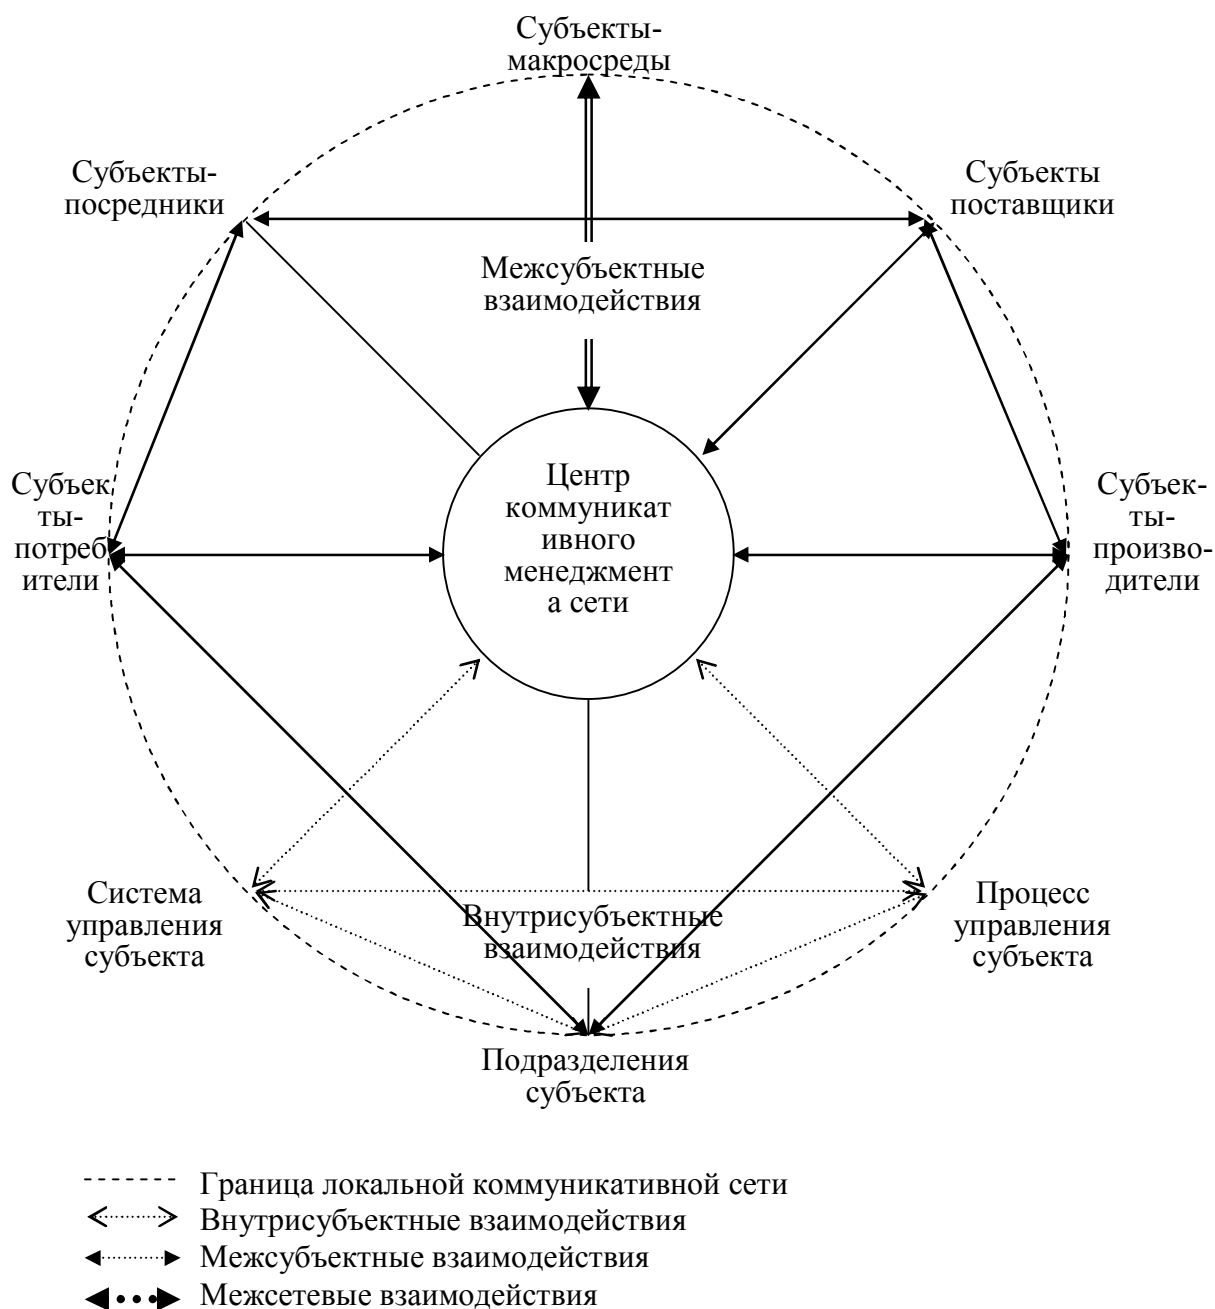 Субъекты-
макросреды
Субъекты-
посредники
Субъекты
поставщики
Межсубъектные
взаимодействия
Субъек
ты-
потреб
ители
Центр
коммуникат
ивного
менеджмент
а сети
Субъек-
ты-
произво-
дители
Система
управления
субъекта
Внутрисубъектные
взаимодействия
Процесс
управления
субъекта
Подразделения
субъекта
Граница локальной коммуникативной сети
Внутрисубъектные взаимодействия
Межсубъектные взаимодействия
Межсетевые взаимодействия